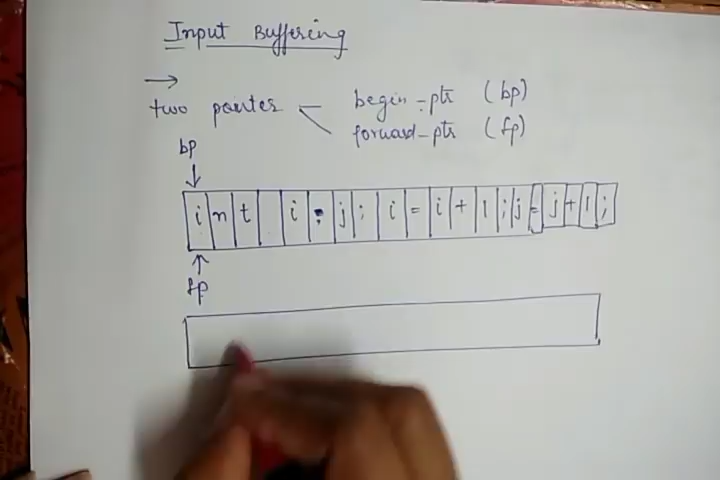 Input Buffering
two pointer begin-ptr (bp)
forward-ptr (fp)
bp
i n t i j ; i = i + 1 ; j = j + 1 ;
fp